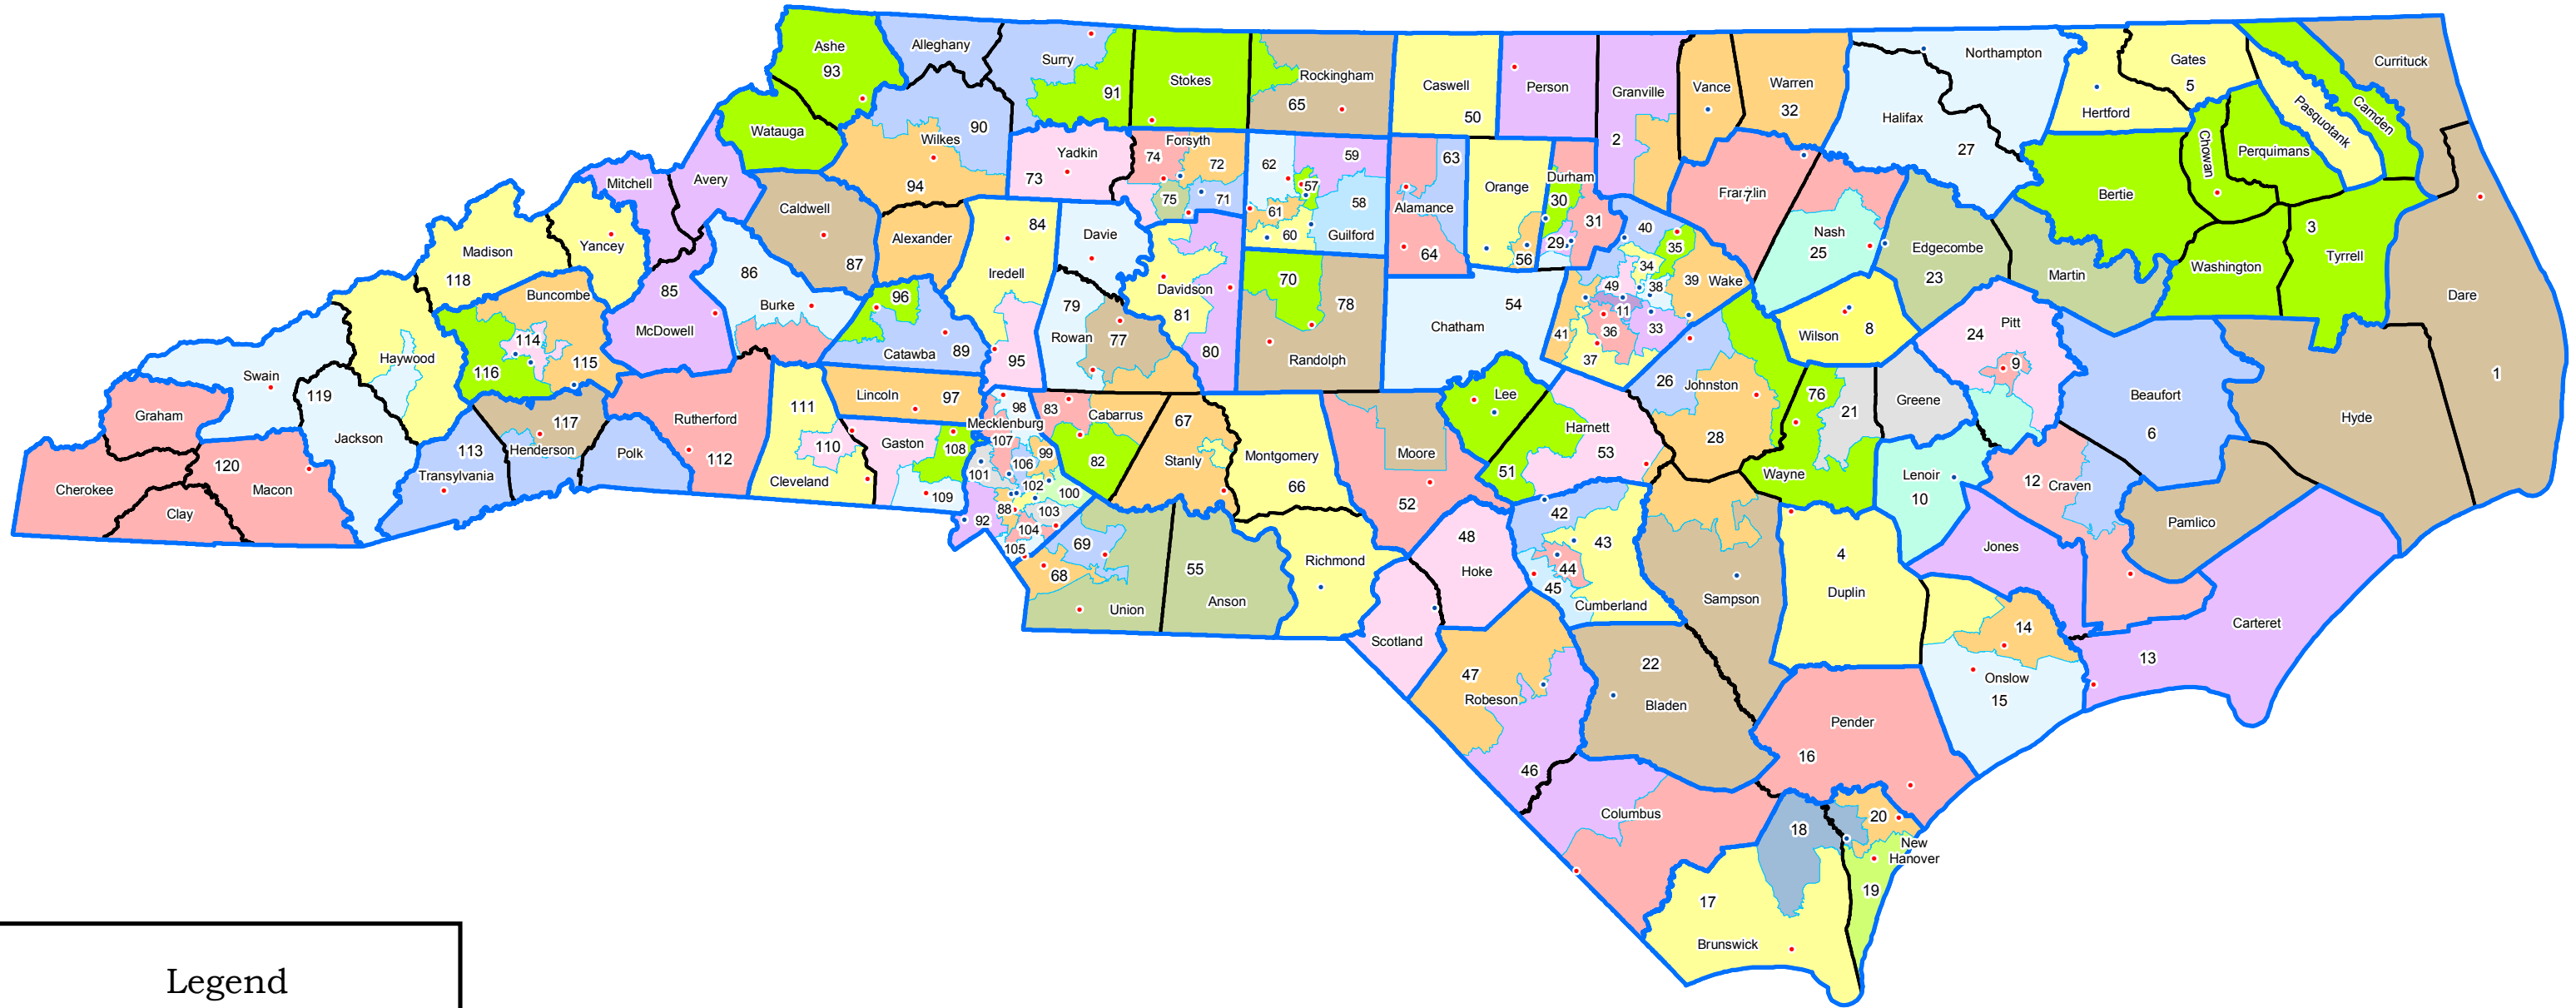 Ashe
93
Alleghany
Surry
91
Stokes
Rockingham
65
Caswell
50
Person
Granville
2
Vance
Warren
32
Northampton
Halifax
27
Hertford
Gates
5
Pasquotank
Camden
Currituck
Watauga
Wilkes
90
94
Yadkin
73
Forsyth
74
72
75
71
62
59
57
61
58
60
Guilford
63
Alamance
64
Orange
56
Durham
30
31
29
Franklin
7
Nash
25
Edgecombe
23
Martin
Bertie
Chowan
Perquimans
Washington
3
Tyrrell
Dare
1
Mitchell
Avery
Caldwell
87
Alexander
84
Iredell
95
Davie
Davidson
81
80
70
78
Randolph
Chatham
54
40
35
34
39
Wake
49
38
11
36
33
41
37
Wilson
8
24
Pitt
9
Beaufort
6
Hyde
Madison
118
Yancey
Buncombe
114
115
116
85
McDowell
86
Burke
96
Catawba
89
79
Rowan
77
Swain
119
Haywood
Graham
Jackson
Cherokee
Clay
120
Macon
113
Transylvania
117
Henderson
Polk
Rutherford
112
111
110
Cleveland
Lincoln
97
Gaston
108
109
98
Mecklenburg
107
83
Cabarrus
82
99
106
101
102
100
88
103
92
104
105
67
Stanly
Montgomery
66
Moore
52
Lee
51
Harnett
53
26
Johnston
28
76
21
Wayne
Greene
Lenoir
10
12
Craven
Pamlico
Jones
Carteret
13
69
68
Union
55
Anson
Richmond
48
Hoke
Scotland
42
43
44
45
Cumberland
Sampson
4
Duplin
14
Onslow
15
47
Robeson
46
22
Bladen
Pender
16
Columbus
18
20
New
Hanover
19
17
Brunswick
Legend